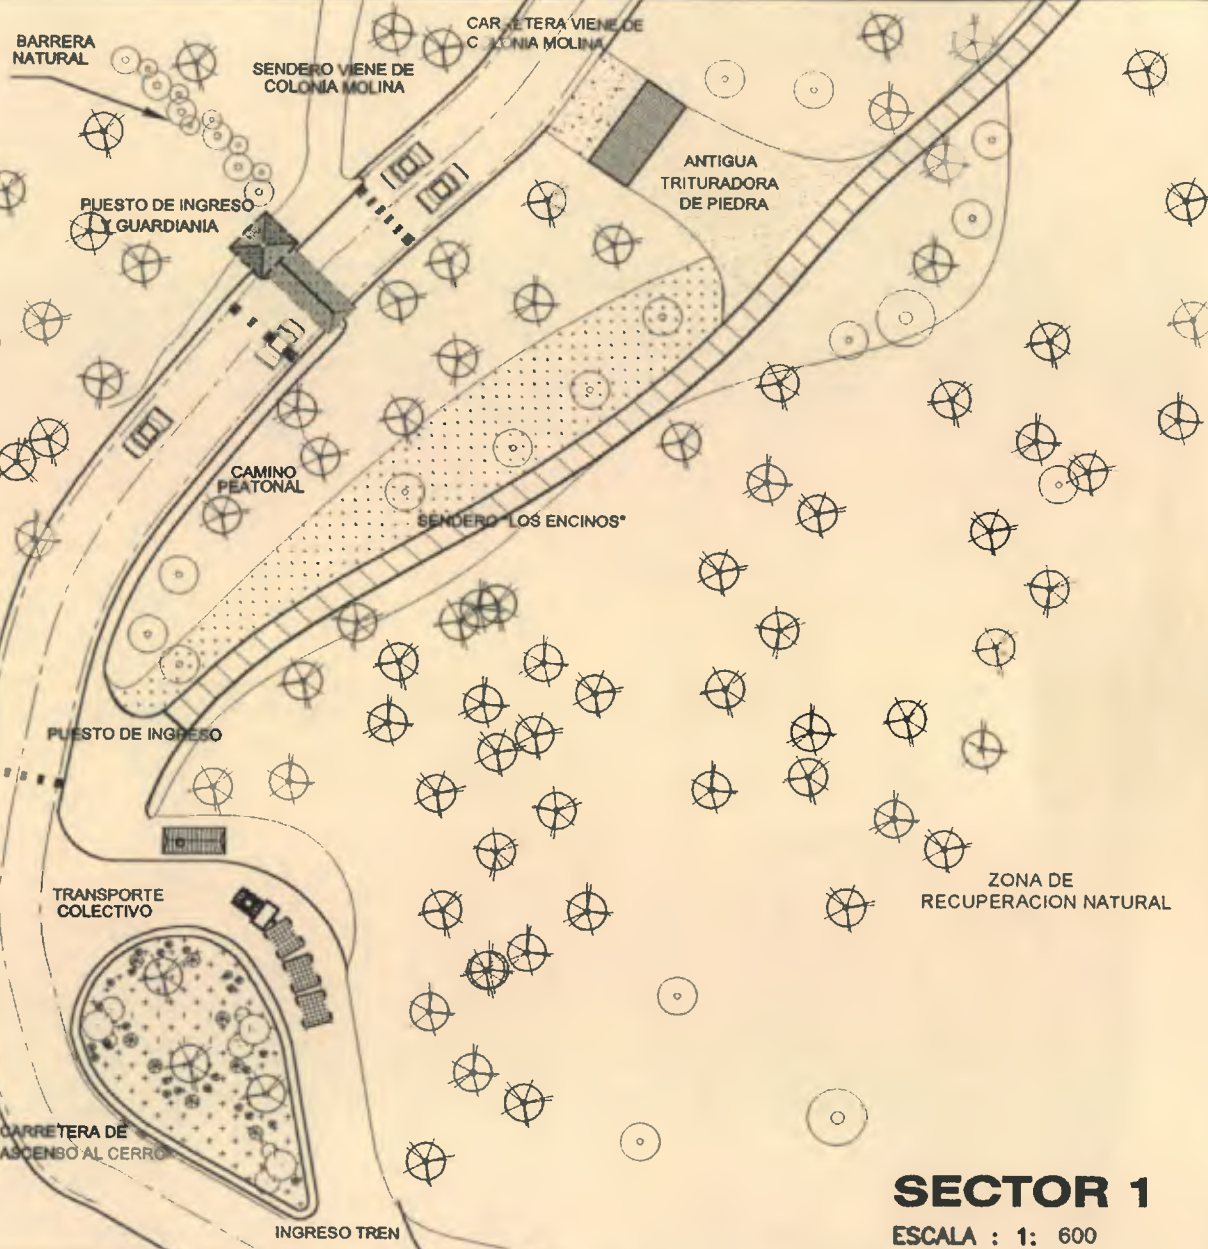 BARRERA
NATURAL
SENDERO VIENE DE
COLONIA MOLINA
CARRETERA VIENE DE
COLONIA MOLINA
PUESTO DE INGRESO
Y GUARDIANIA
ANTIGUA
TRITURADORA
DE PIEDRA
CAMINO
PEATONAL
SENDERO "LOS ENCINOS"
PUESTO DE INGRESO
TRANSPORTE
COLECTIVO
ZONA DE
RECUPERACION NATURAL
CARRETERA DE
ASCENSO AL CERRO
INGRESO TREN
SECTOR 1
ESCALA : 1: 600